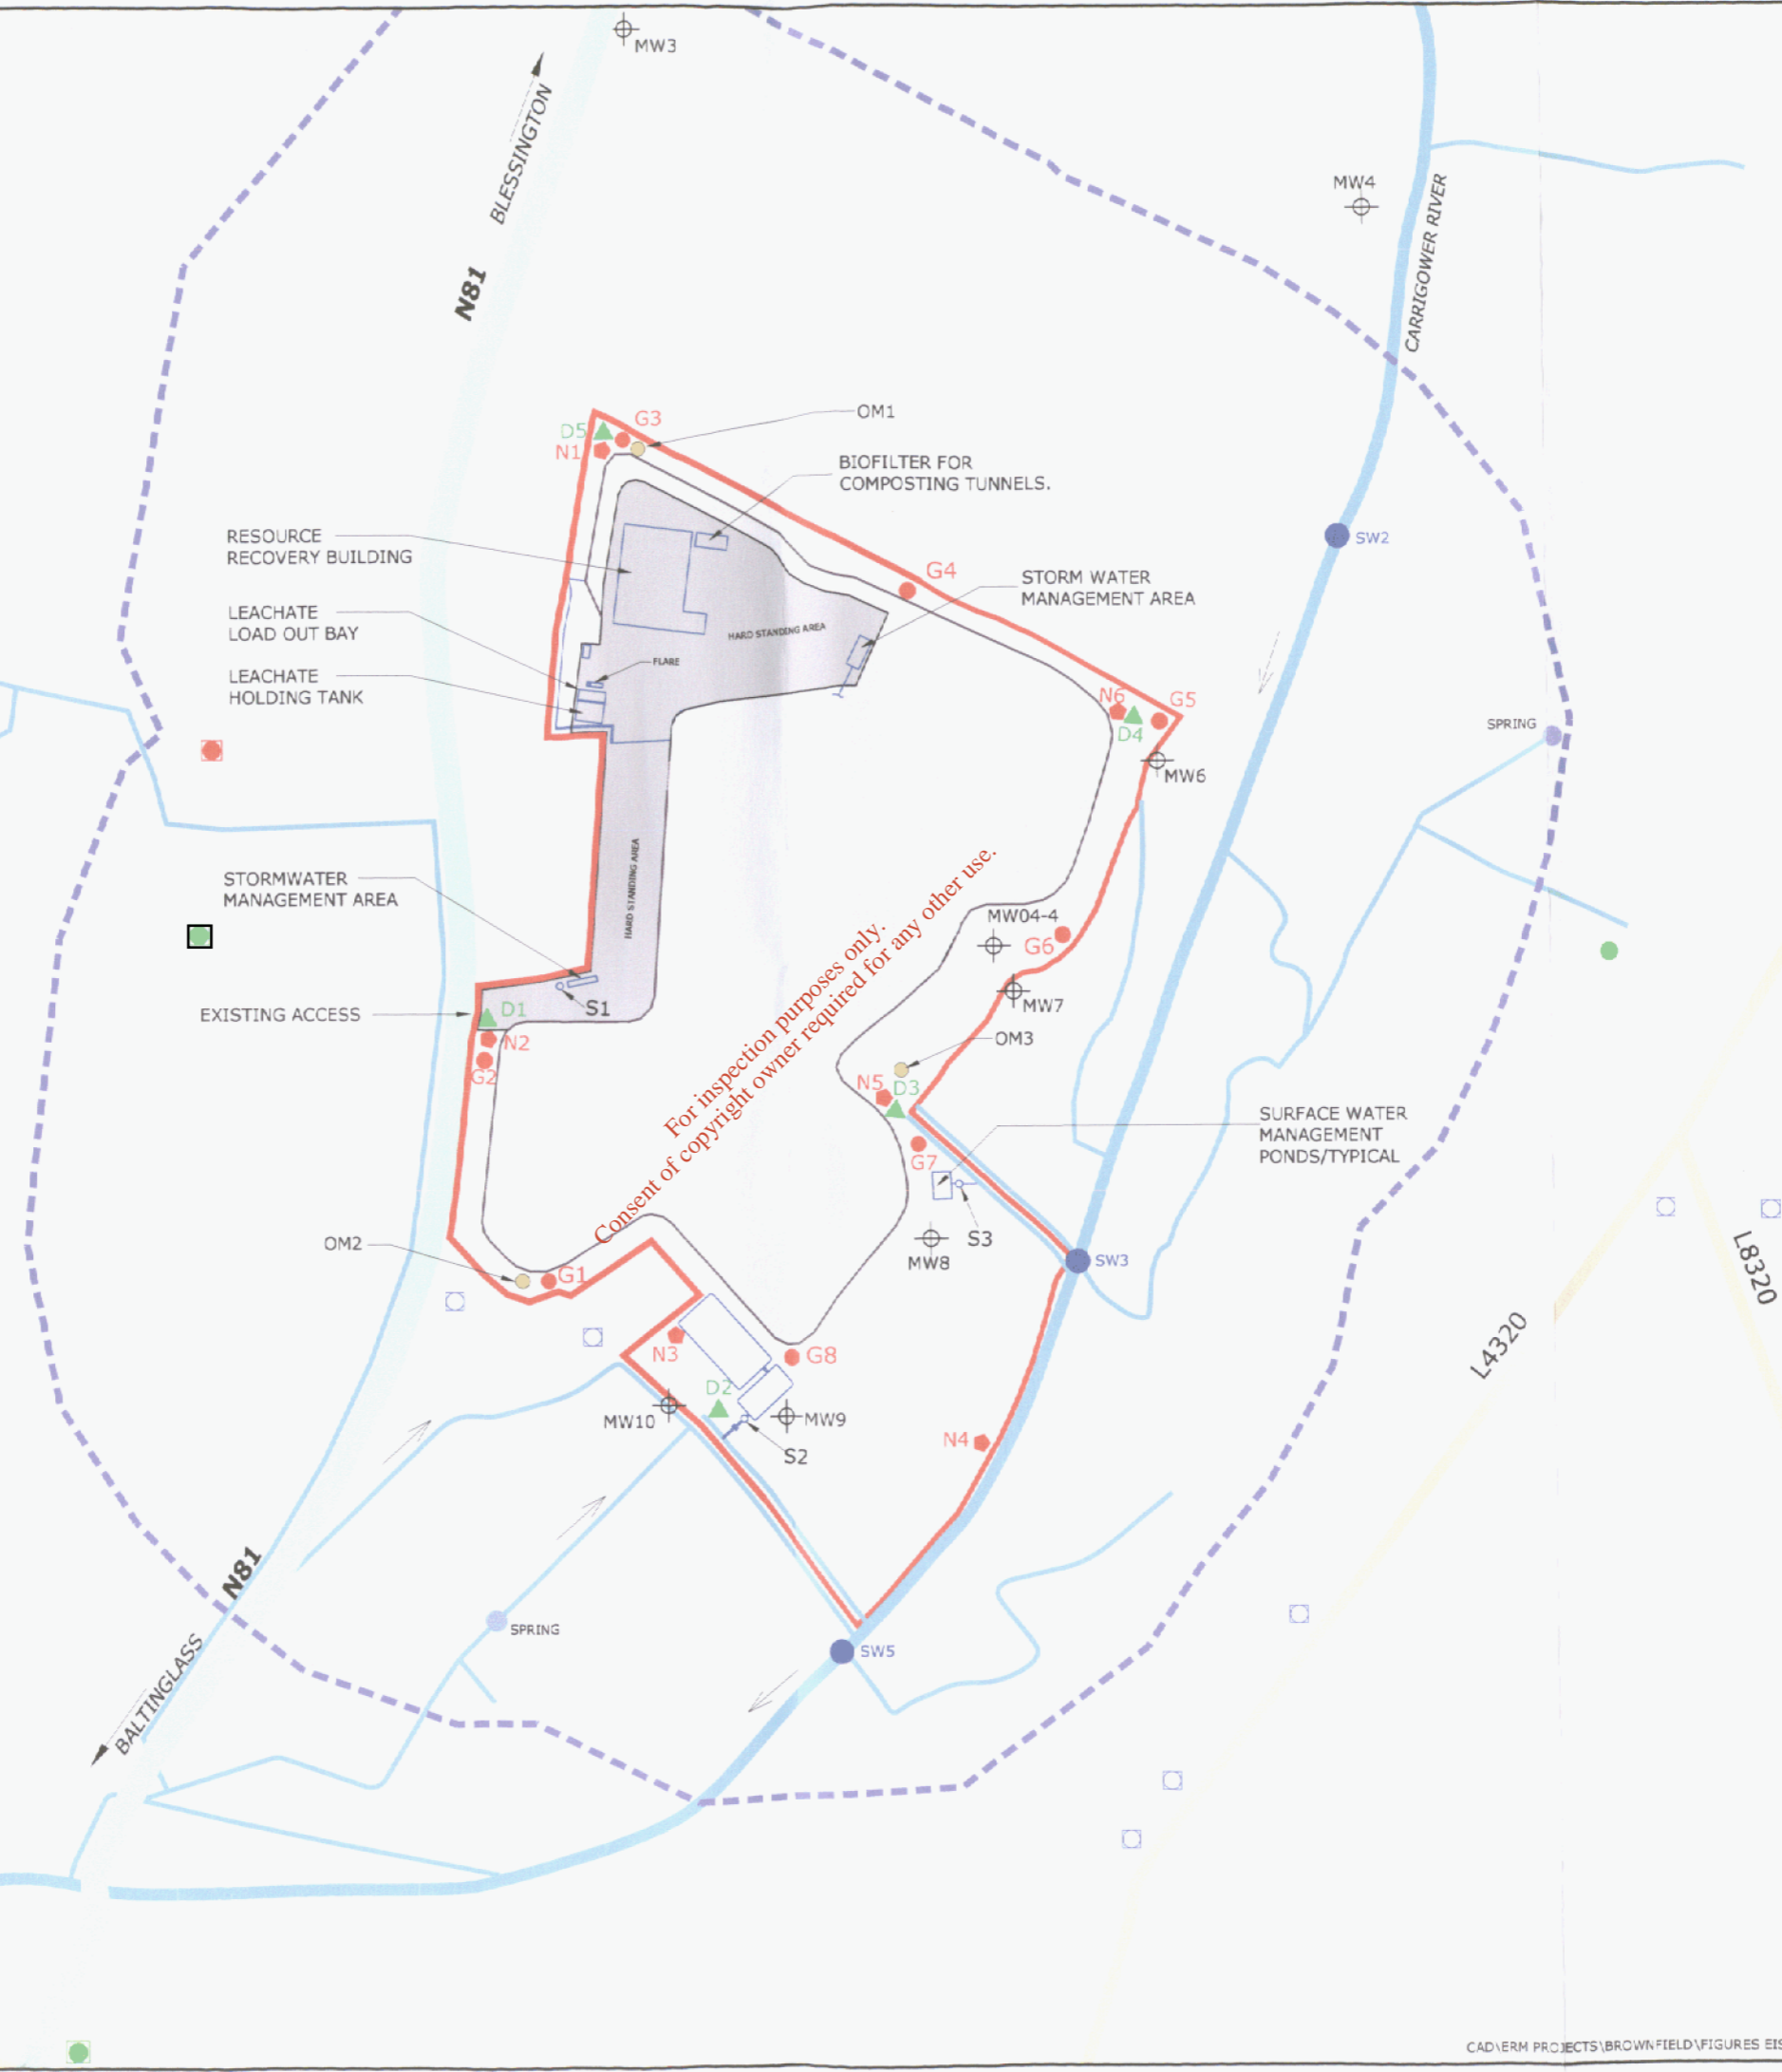 MW3
BLESSINGTON
MW4
CARRIGOWER RIVER
N81
G3
OM1
D5
N1
BIOFILTER FOR
COMPOSTING TUNNELS.
RESOURCE
RECOVERY BUILDING
SW2
G4
STORM WATER
MANAGEMENT AREA
LEACHATE
LOAD OUT BAY
HARD STANDING AREA
FLARE
LEACHATE
HOLDING TANK
N6
G5
D4
SPRING
MW6
STORMWATER
MANAGEMENT AREA
HARD STANDING AREA
MW04-4
G6
EXISTING ACCESS
D1
S1
MW7
N2
G2
OM3
N5
D3
For inspection purposes only.
Consent of copyright owner required for any other use.
SURFACE WATER
MANAGEMENT
PONDS/TYPICAL
G7
S3
MW8
OM2
G1
SW3
L8320
L4320
N3
G8
D2
MW10
MW9
S2
N4
N81
SPRING
SW5
BALTINGLASS
CAD\ERM PROJECTS\BROWNFIELD\FIGURES EIS